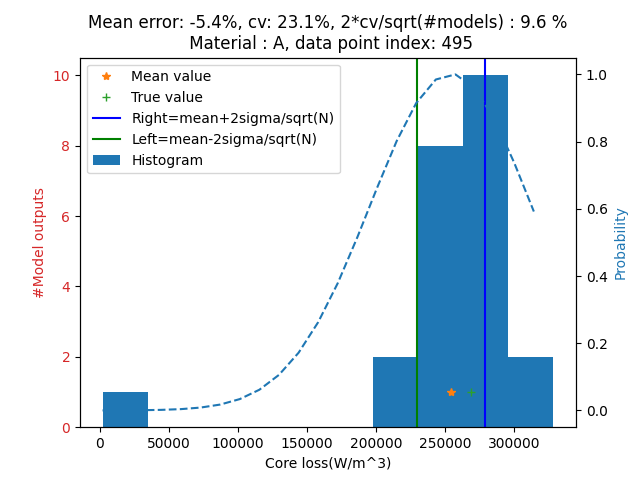 Mean error: -5.4%, cv: 23.1%, 2*cv/sqrt(#models) : 9.6 %
Material : A, data point index: 495
Mean value
True value
Right=mean+2sigma/sqrt(N)
Left=mean-2sigma/sqrt(N)
Histogram
10
8
6
4
2
0
#Model outputs
1.0
0.8
0.6
0.4
0.2
0.0
Probability
0 50000 100000 150000 200000 250000 300000
Core loss(W/m^3)